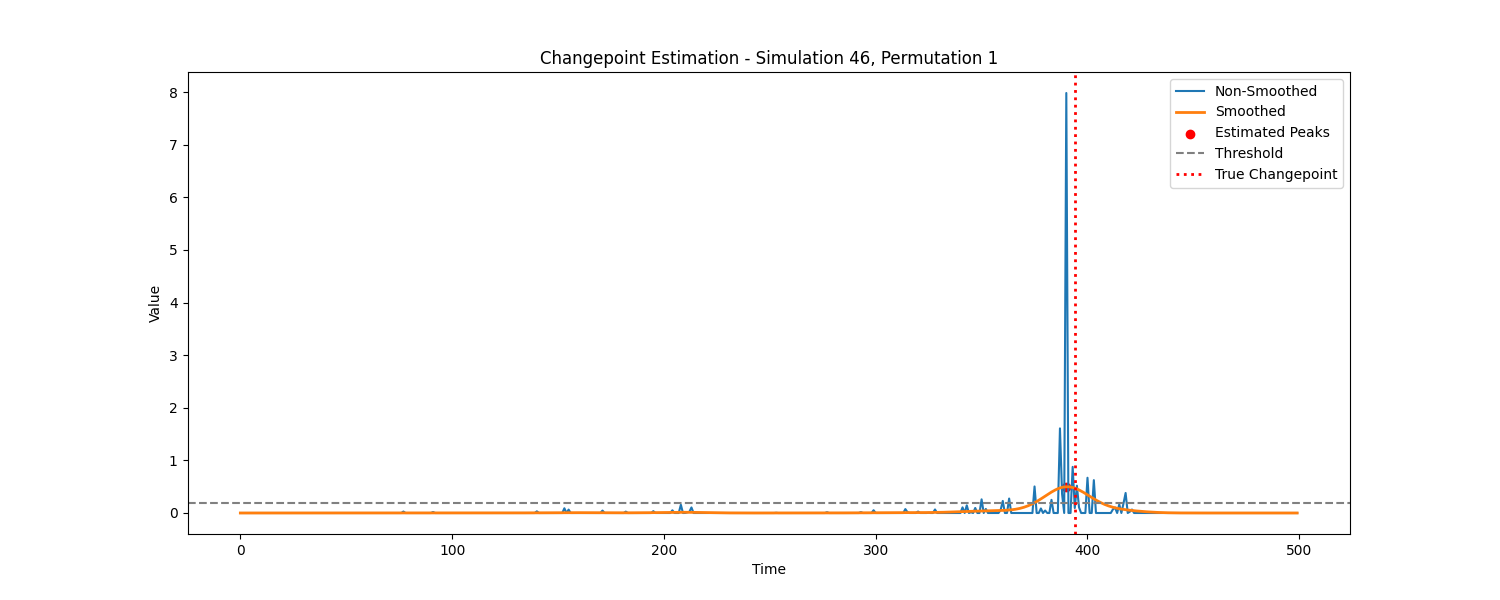 Changepoint Estimation - Simulation 46, Permutation 1
Non-Smoothed
Smoothed
Estimated Peaks
Threshold
True Changepoint
8
7
6
5
4
3
2
1
0
Value
0 100 200 300 400 500
Time